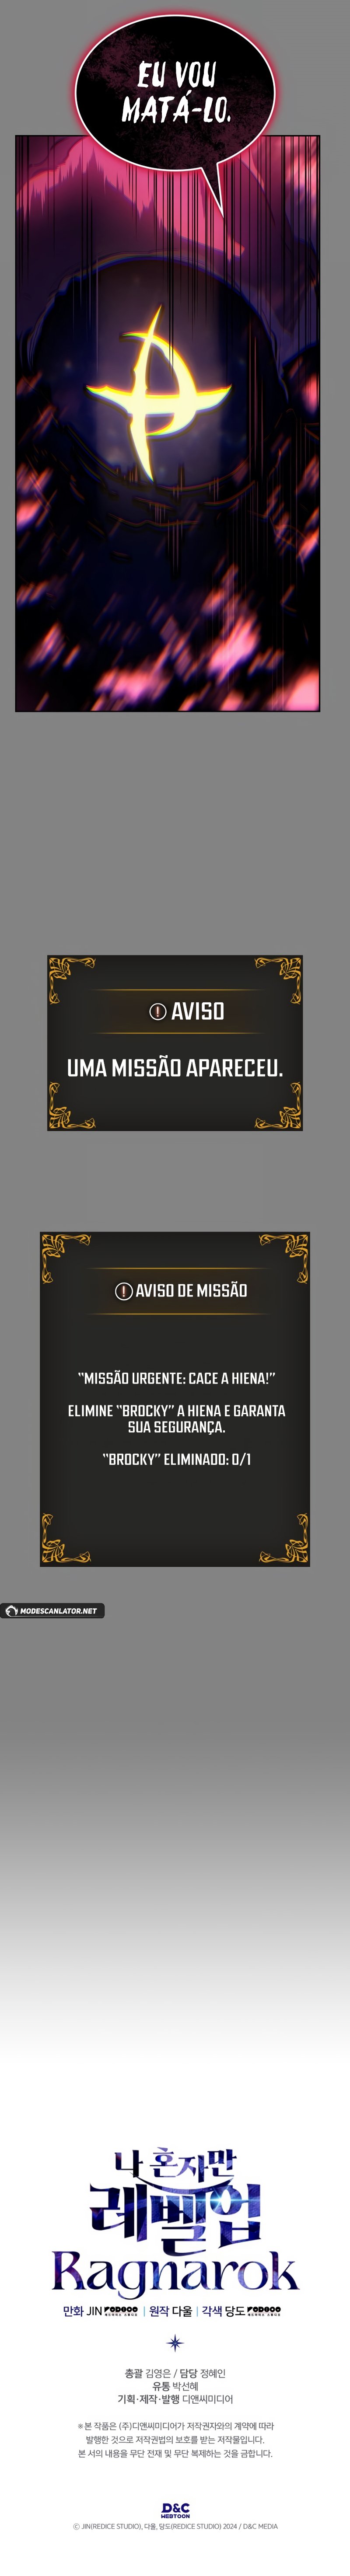 EU VOU
MATÁ-LO.
! AVISO
UMA MISSÃO APARECEU.
! AVISO DE MISSÃO
“MISSÃO URGENTE: CACE A HIENA!”
ELIMINE “BROCKY” A HIENA E GARANTA
SUA SEGURANÇA.
“BROCKY” ELIMINADO: 0/1
MODESCANLATOR.NET
나 혼자만
레벨업
Ragnarok
만화 JIN REDICE | 원작 다울 | 각색 당도 REDICE
총괄 김영은 / 담당 정혜인
유통 박선혜
기획·제작·발행 디앤씨미디어
※본 작품은 (주)디앤씨미디어가 저작권자와의 계약에 따라
발행한 것으로 저작권법의 보호를 받는 저작물입니다.
본 서의 내용을 무단 전재 및 무단 복제하는 것을 금합니다.
D&C
WEBTOON
ⓒ JIN(REDICE STUDIO), 다울, 당도(REDICE STUDIO) 2024 / D&C MEDIA